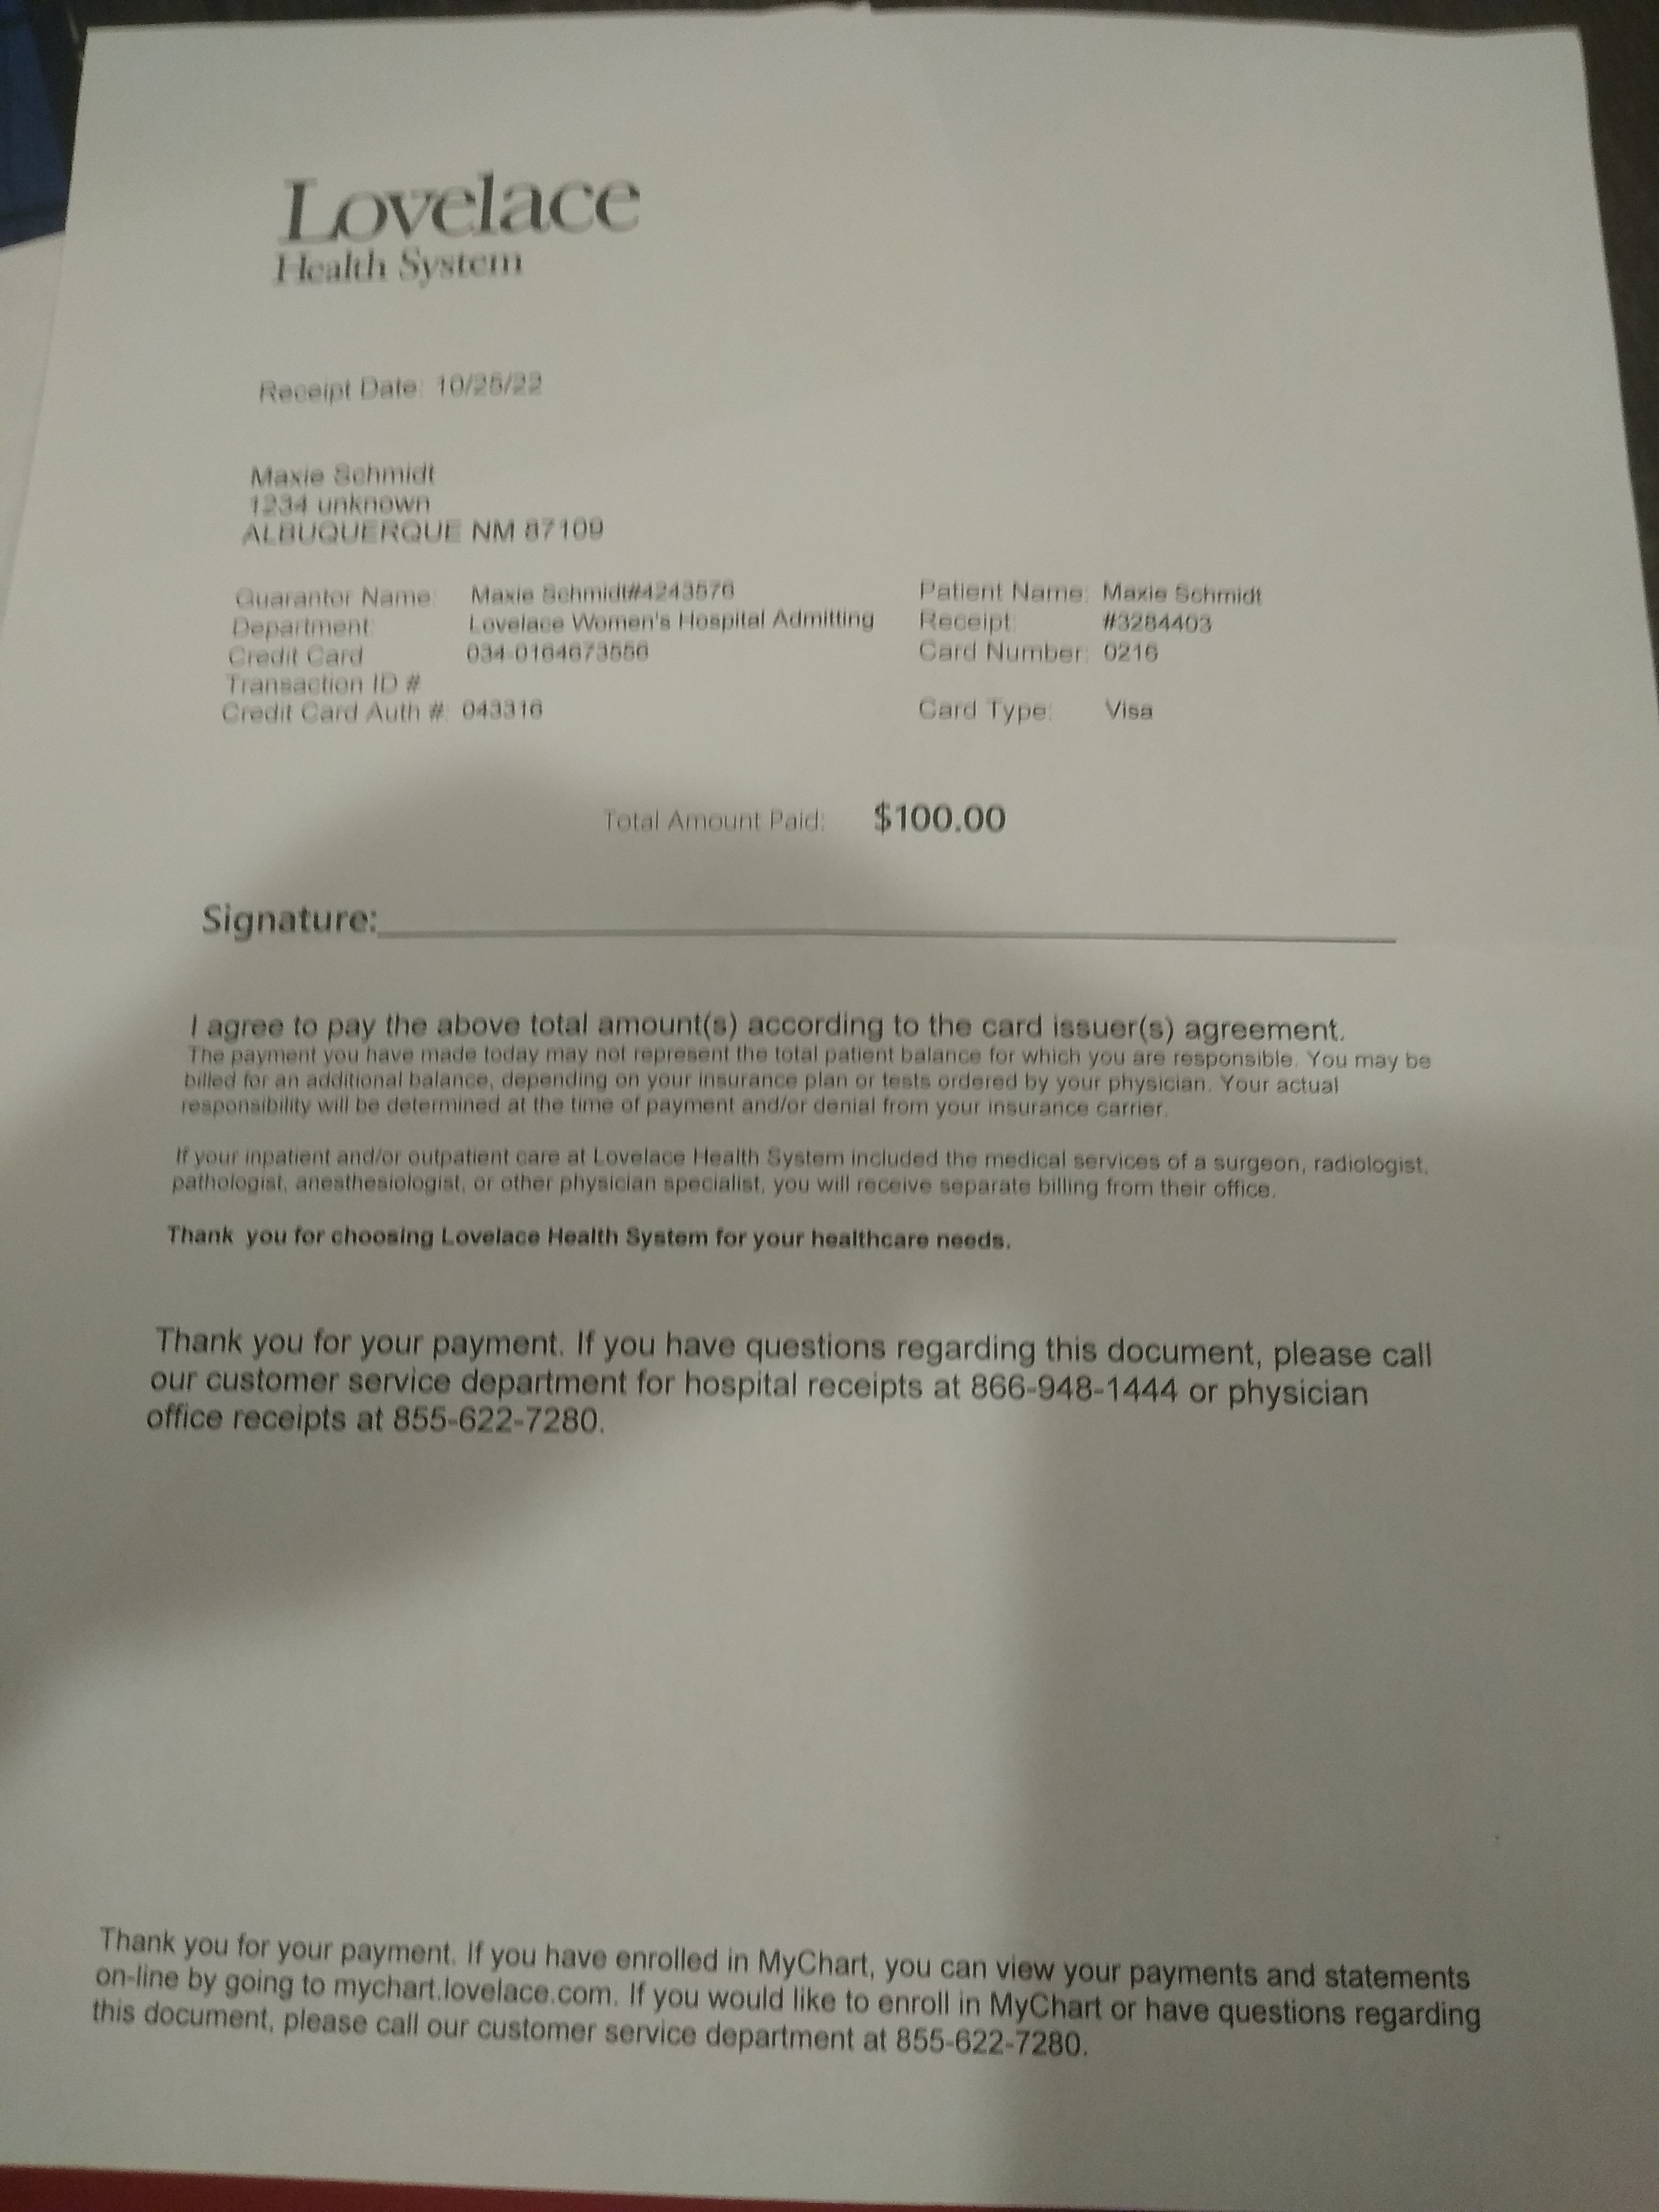 Lovelace
Health System
Receipt Date: 10/25/22
Maxie Schmidt
1234 unknown
ALBUQUERQUE NM 87109
Guarantor Name: Maxie Schmidt#4243576 Patient Name: Maxie Schmidt
Department: Lovelace Women's Hospital Admitting Receipt: #3284403
Credit Card 034-0164673556 Card Number: 0216
Transaction ID #
Credit Card Auth #: 043316 Card Type: Visa
Total Amount Paid: $100.00
Signature:
I agree to pay the above total amount(s) according to the card issuer(s) agreement.
The payment you have made today may not represent the total patient balance for which you are responsible. You may be
billed for an additional balance, depending on your insurance plan or tests ordered by your physician. Your actual
responsibility will be determined at the time of payment and/or denial from your insurance carrier.
If your inpatient and/or outpatient care at Lovelace Health System included the medical services of a surgeon, radiologist,
pathologist, anesthesiologist, or other physician specialist, you will receive separate billing from their office.
Thank you for choosing Lovelace Health System for your healthcare needs.
Thank you for your payment. If you have questions regarding this document, please call
our customer service department for hospital receipts at 866-948-1444 or physician
office receipts at 855-622-7280.
Thank you for your payment. If you have enrolled in MyChart, you can view your payments and statements
on-line by going to mychart.lovelace.com. If you would like to enroll in MyChart or have questions regarding
this document, please call our customer service department at 855-622-7280.